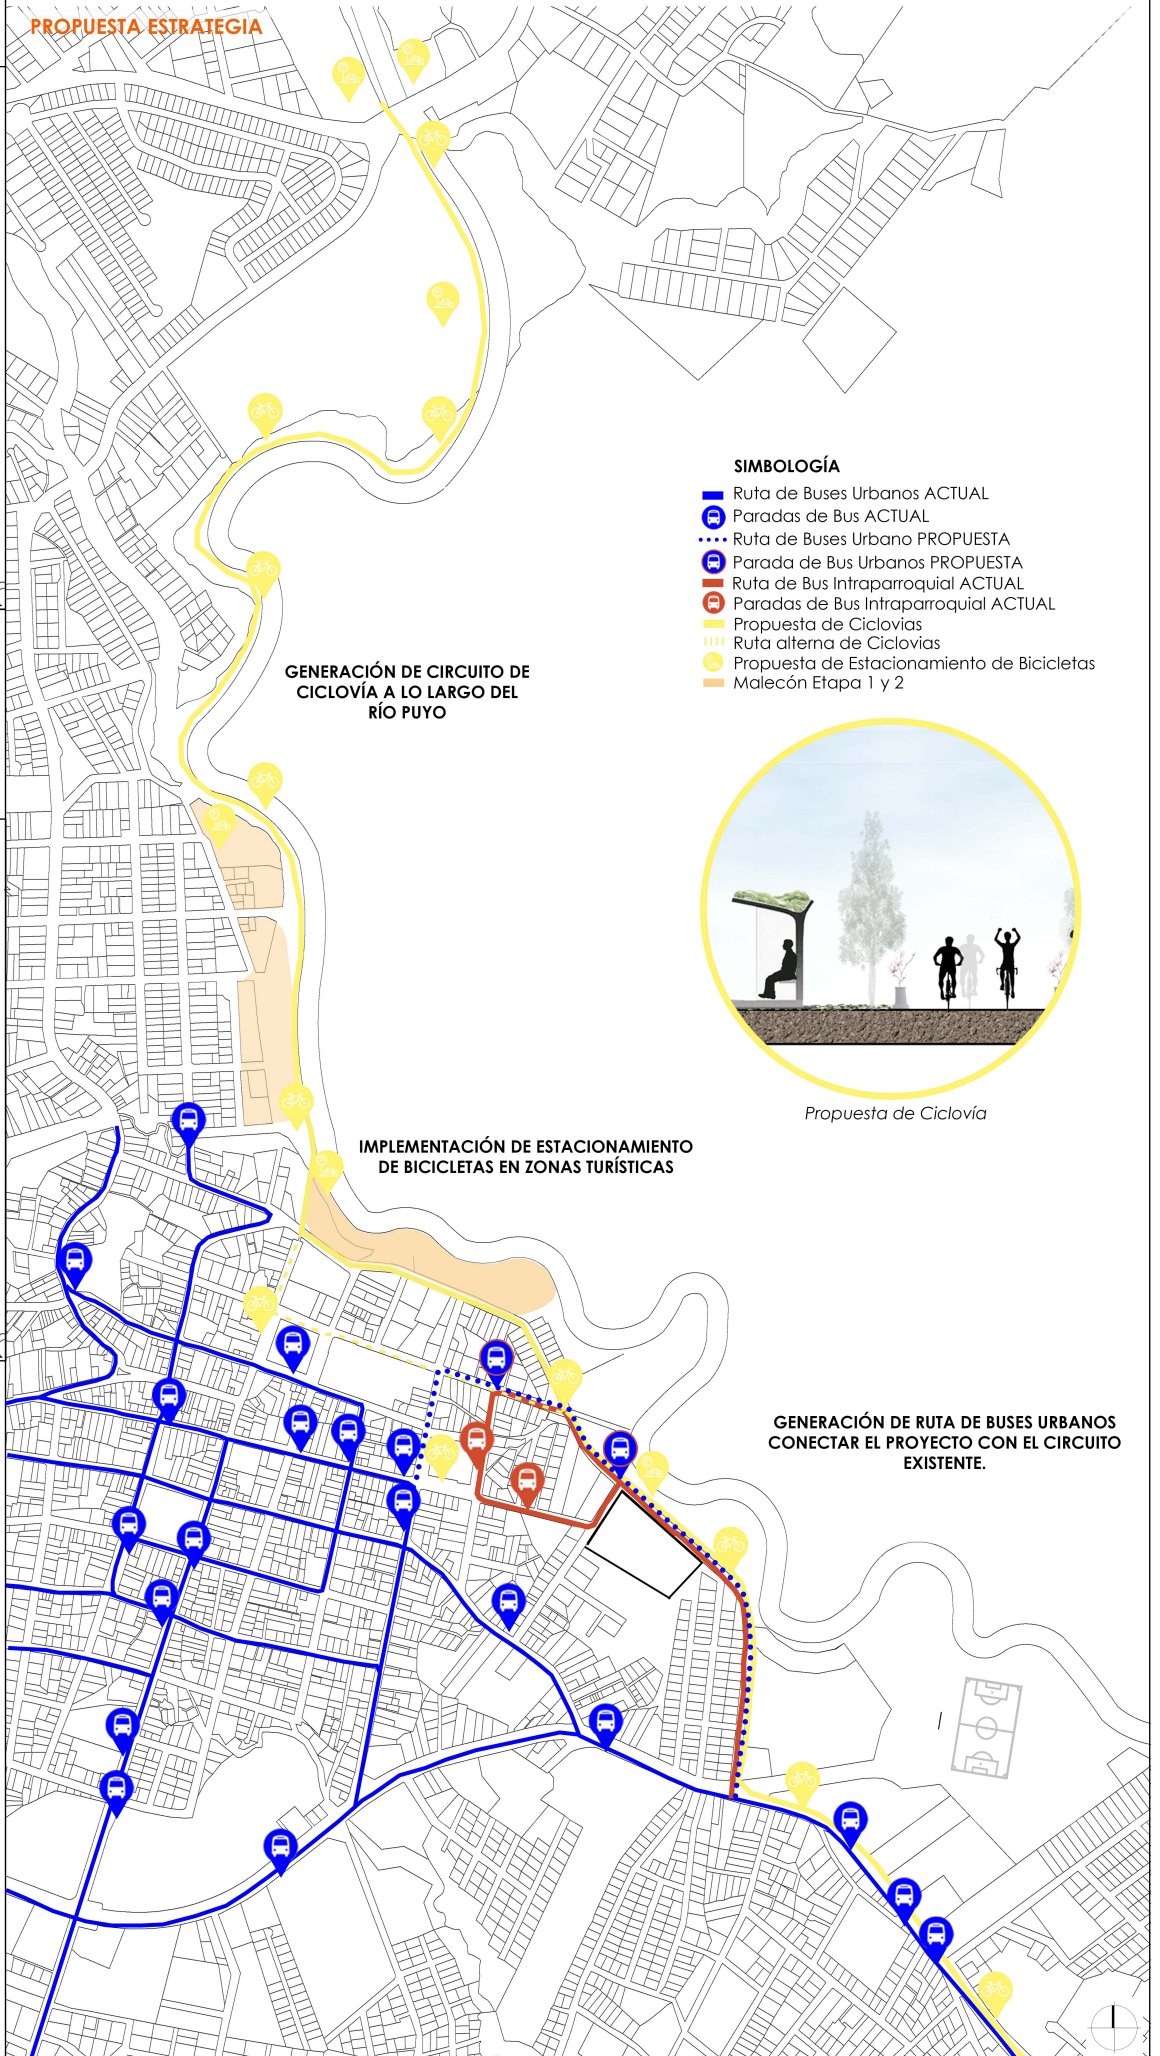 PROPUESTA ESTRATEGIA
SIMBOLOGÍA
Ruta de Buses Urbanos ACTUAL
Paradas de Bus ACTUAL
Ruta de Buses Urbano PROPUESTA
Parada de Bus Urbanos PROPUESTA
Ruta de Bus Intraparroquial ACTUAL
Paradas de Bus Intraparroquial ACTUAL
Propuesta de Ciclovias
Ruta alterna de Ciclovias
Propuesta de Estacionamiento de Bicicletas
Malecón Etapa 1 y 2
GENERACIÓN DE CIRCUITO DE
CICLOVÍA A LO LARGO DEL
RÍO PUYO
Propuesta de Ciclovía
IMPLEMENTACIÓN DE ESTACIONAMIENTO
DE BICICLETAS EN ZONAS TURÍSTICAS
GENERACIÓN DE RUTA DE BUSES URBANOS
CONECTAR EL PROYECTO CON EL CIRCUITO
EXISTENTE.